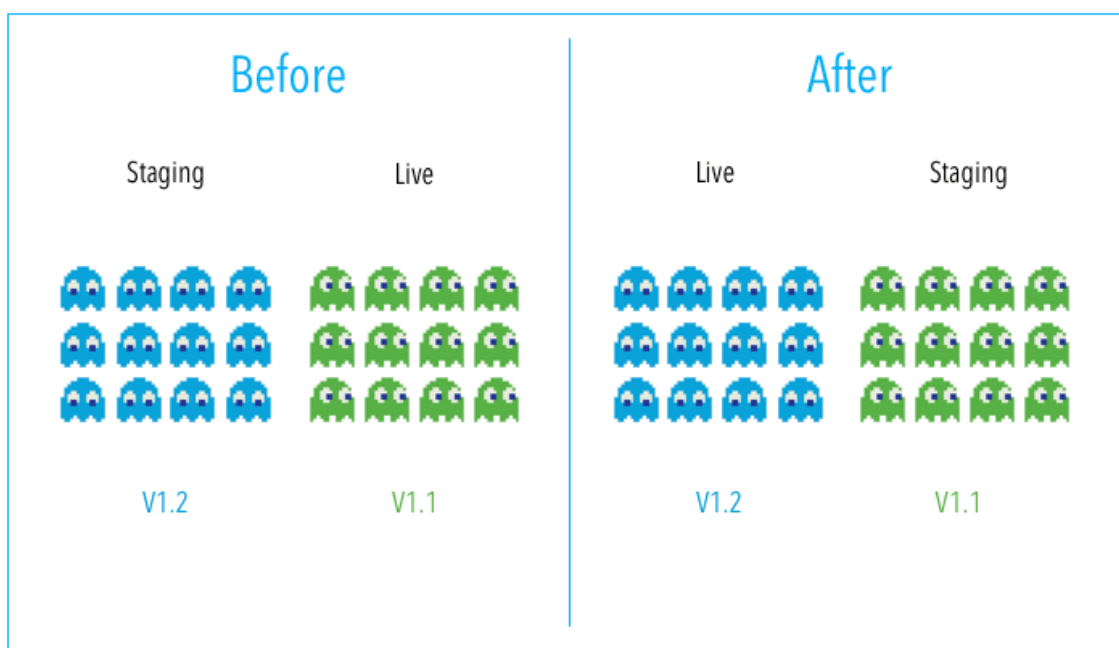 Before
Staging Live
V1.2 V1.1
After
Live Staging
V1.2 V1.1